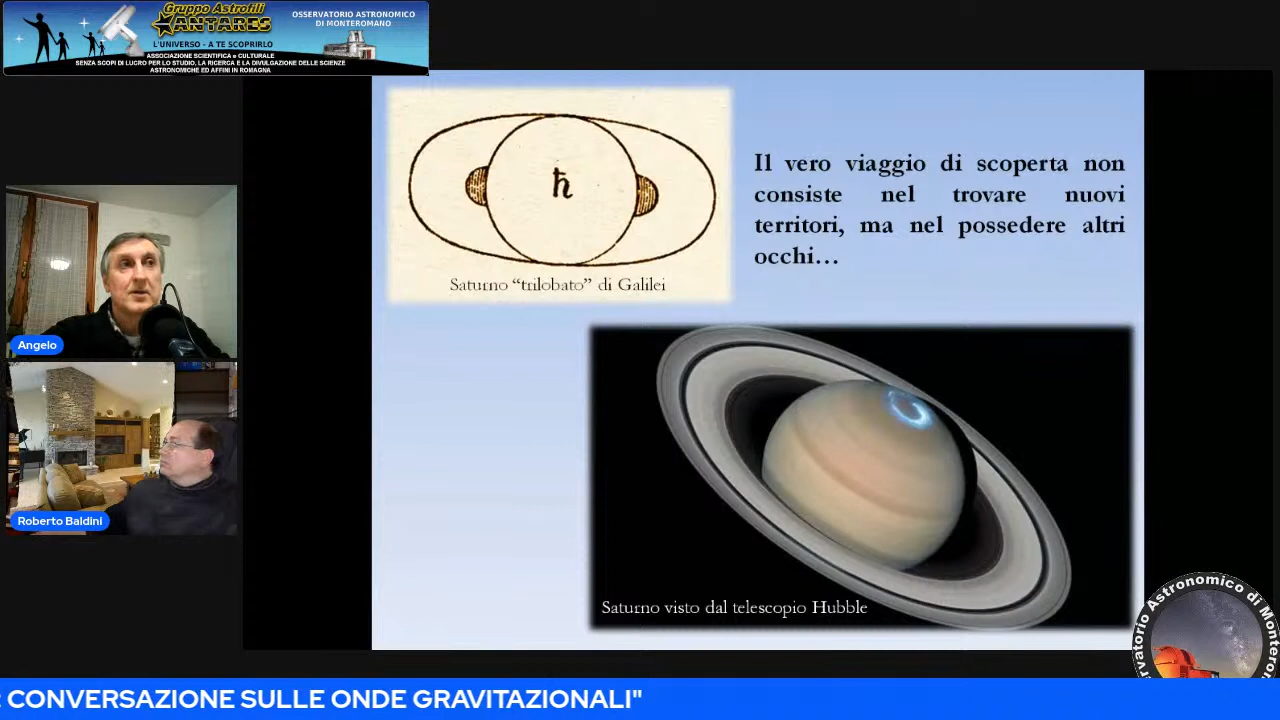 Gruppo Astrofili
ANTARES
L'UNIVERSO - A TE SCOPRIRLO
OSSERVATORIO ASTRONOMICO
DI MONTEROMANO
ASSOCIAZIONE SCIENTIFICA e CULTURALE
SENZA SCOPI DI LUCRO PER LO STUDIO, LA RICERCA E LA DIVULGAZIONE DELLE SCIENZE
ASTRONOMICHE ED AFFINI IN ROMAGNA
Saturno “trilobato” di Galilei
Il vero viaggio di scoperta non
consiste nel trovare nuovi
territori, ma nel possedere altri
occhi…
Angelo
Roberto Baldini
Saturno visto dal telescopio Hubble
Astronomico di
: CONVERSAZIONE SULLE ONDE GRAVITAZIONALI"